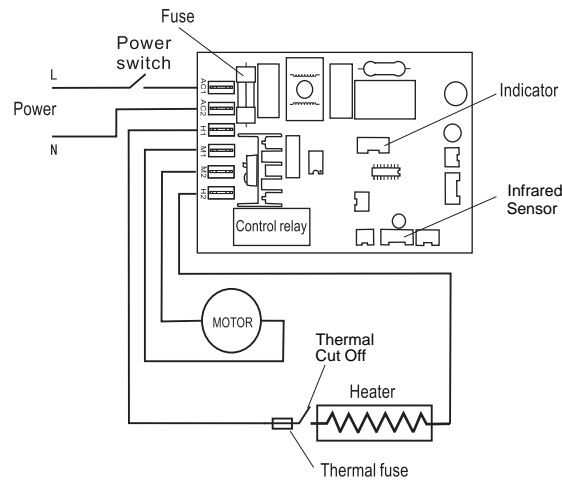 Fuse
Power
switch
L
Power
N
AC1
AC2
H1
M1
M2
H2
Indicator
Infrared
Sensor
Control relay
MOTOR
Thermal
Cut Off
Heater
Thermal fuse